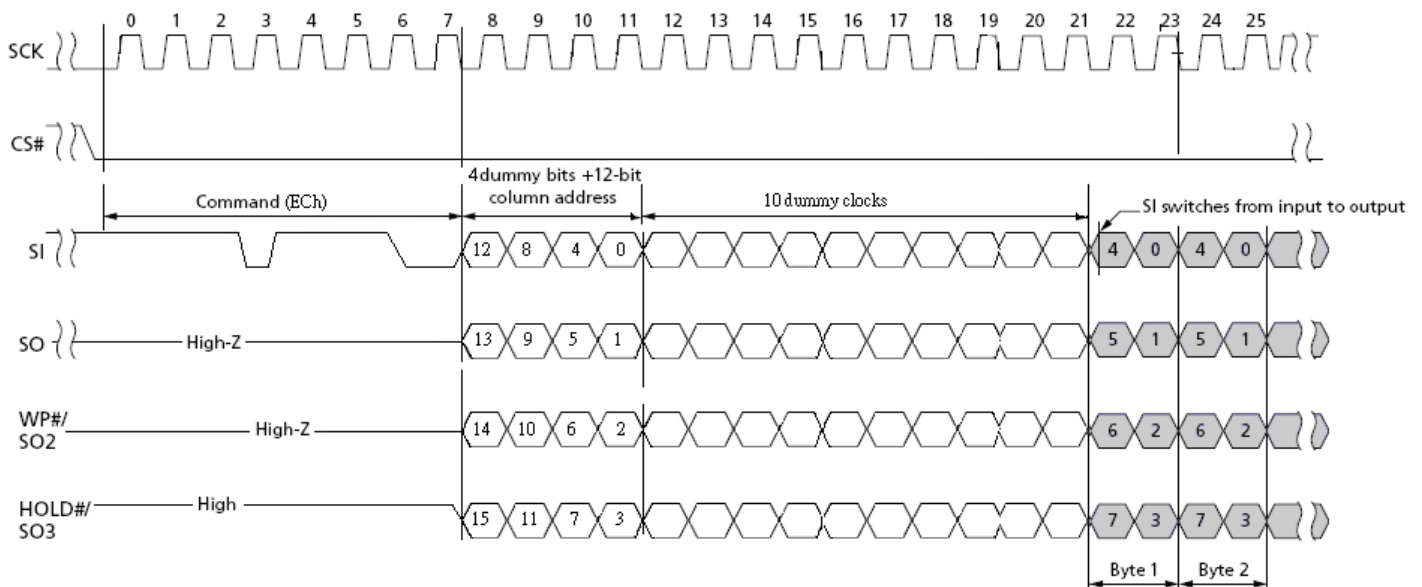 0 1 2 3 4 5 6 7 8 9 10 11 12 13 14 15 16 17 18 19 20 21 22 23 24 25
SCK
CS#
4dummy bits +12-bit
column address
Command (ECh)
10 dummy clocks
SI switches from input to output
SI
12 8 4 0 4 0 4 0
SO
High-Z
13 9 5 1 5 1 5 1
WP#/
SO2
High-Z
14 10 6 2 6 2 6 2
HOLD#/
SO3
High
15 11 7 3 7 3 7 3
Byte 1 Byte 2